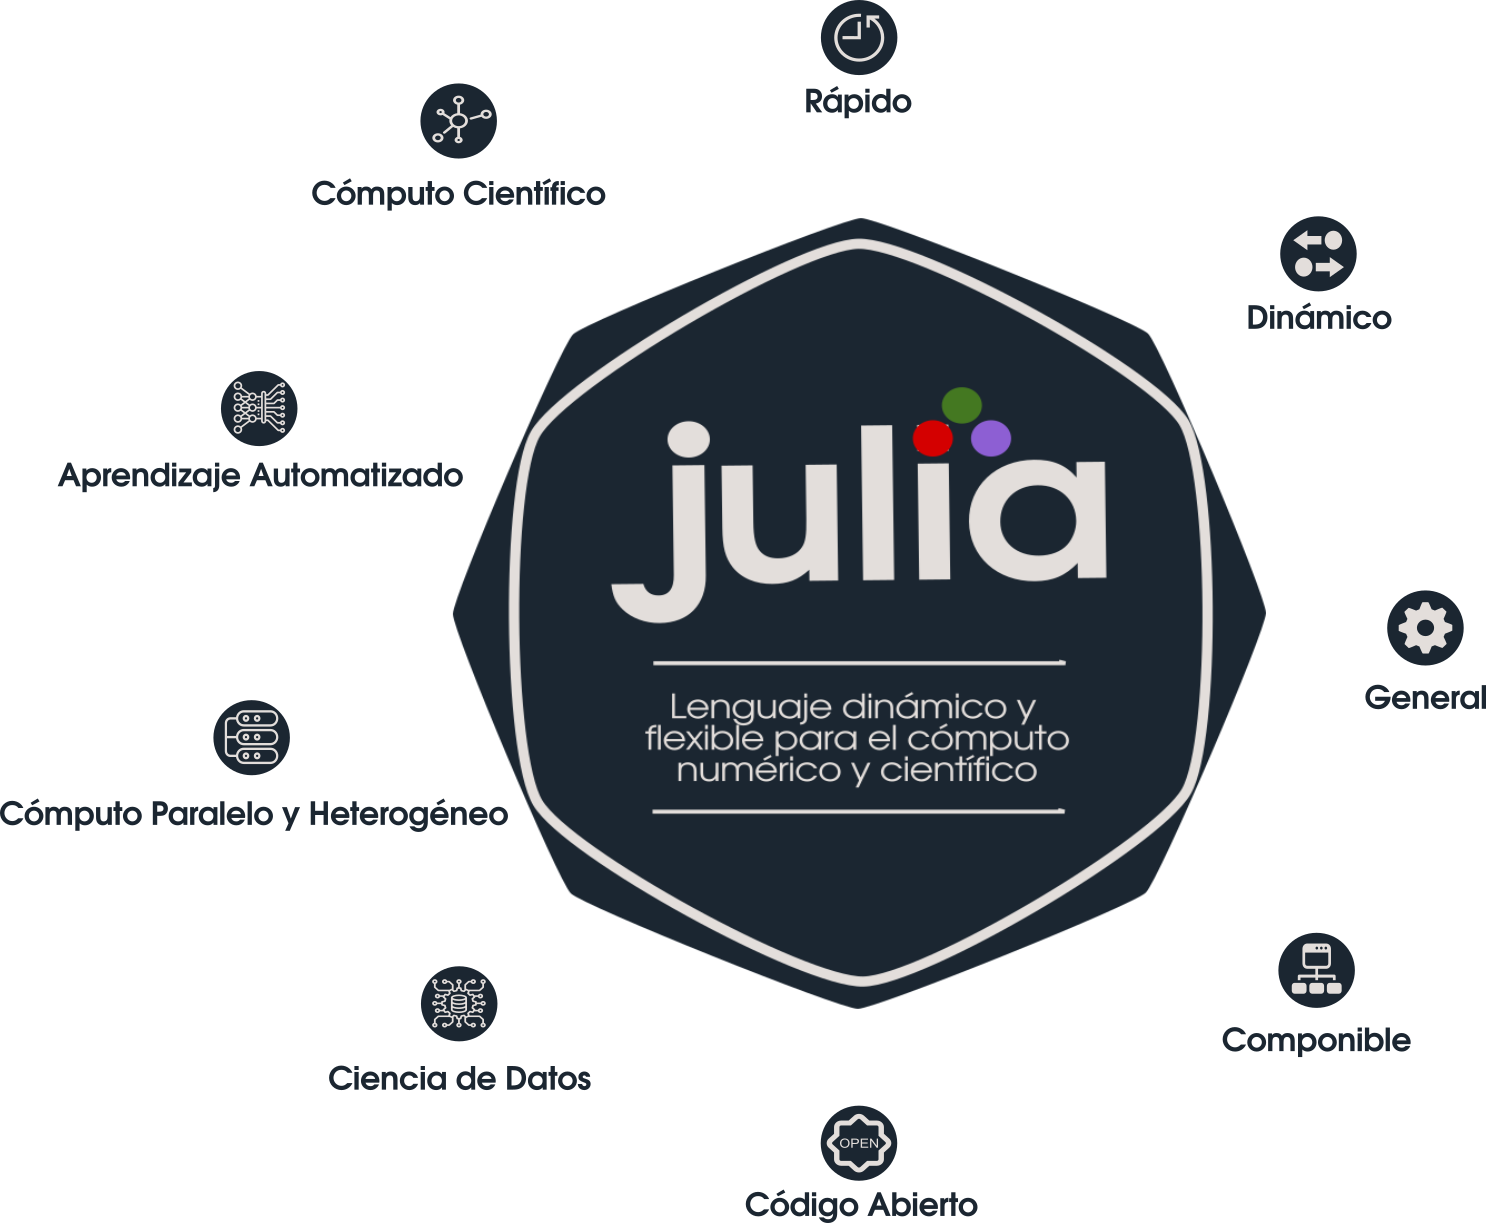 Rápido
Cómputo Científico
Dinámico
Aprendizaje Automatizado
julia
Lenguaje dinámico y
flexible para el cómputo
numérico y científico
General
Cómputo Paralelo y Heterogéneo
Componible
Ciencia de Datos
OPEN
Código Abierto